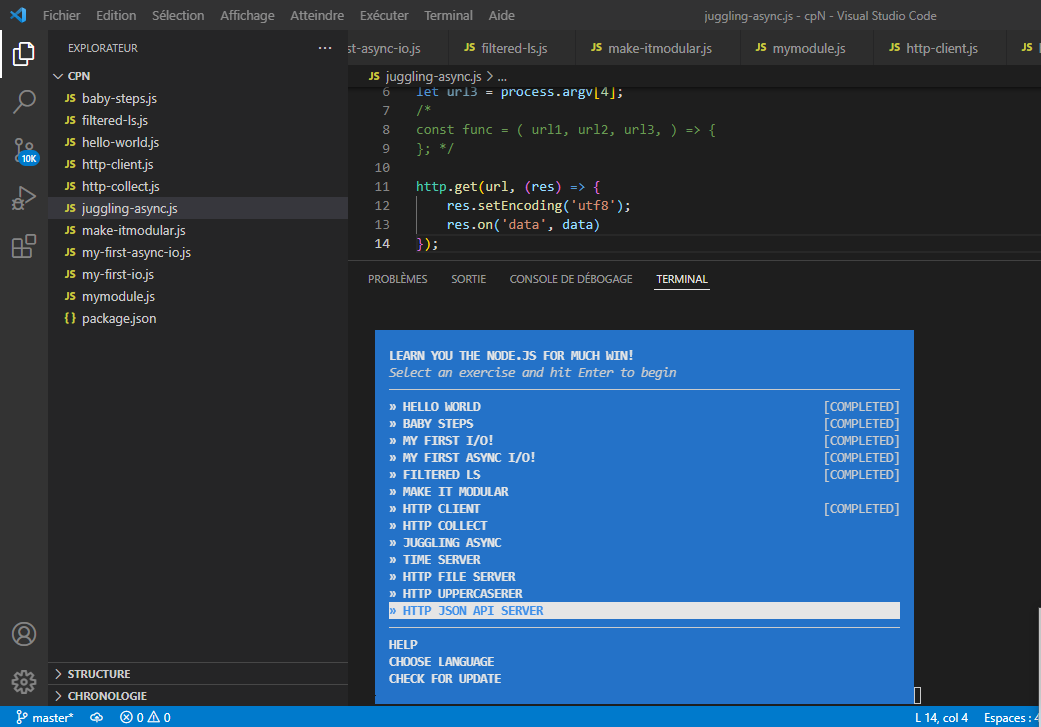 Fichier Edition Sélection Affichage Atteindre Exécuter Terminal Aide juggling-async.js - cpN - Visual Studio Code
EXPLORATEUR ···
st-async-io.js JS filtered-ls.js JS make-itmodular.js JS mymodule.js JS http-client.js JS
CPN
JS baby-steps.js
JS filtered-ls.js
JS hello-world.js
JS http-client.js
JS http-collect.js
JS juggling-async.js
JS make-itmodular.js
JS my-first-async-io.js
JS my-first-io.js
JS mymodule.js
{} package.json
10K
STRUCTURE
CHRONOLOGIE
JS juggling-async.js > ...
6 let url3 = process.argv[4];
7 /*
8 const func = ( url1, url2, url3, ) => {
9 }; */
10
11 http.get(url, (res) => {
12 res.setEncoding('utf8');
13 res.on('data', data)
14 });
PROBLÈMES SORTIE CONSOLE DE DÉBOGAGE TERMINAL
LEARN YOU THE NODE.JS FOR MUCH WIN!
Select an exercise and hit Enter to begin
» HELLO WORLD [COMPLETED]
» BABY STEPS [COMPLETED]
» MY FIRST I/O! [COMPLETED]
» MY FIRST ASYNC I/O! [COMPLETED]
» FILTERED LS [COMPLETED]
» MAKE IT MODULAR
» HTTP CLIENT [COMPLETED]
» HTTP COLLECT
» JUGGLING ASYNC
» TIME SERVER
» HTTP FILE SERVER
» HTTP UPPERCASERER
» HTTP JSON API SERVER
HELP
CHOOSE LANGUAGE
CHECK FOR UPDATE
master* 0 0 L 14, col 4 Espaces : 4